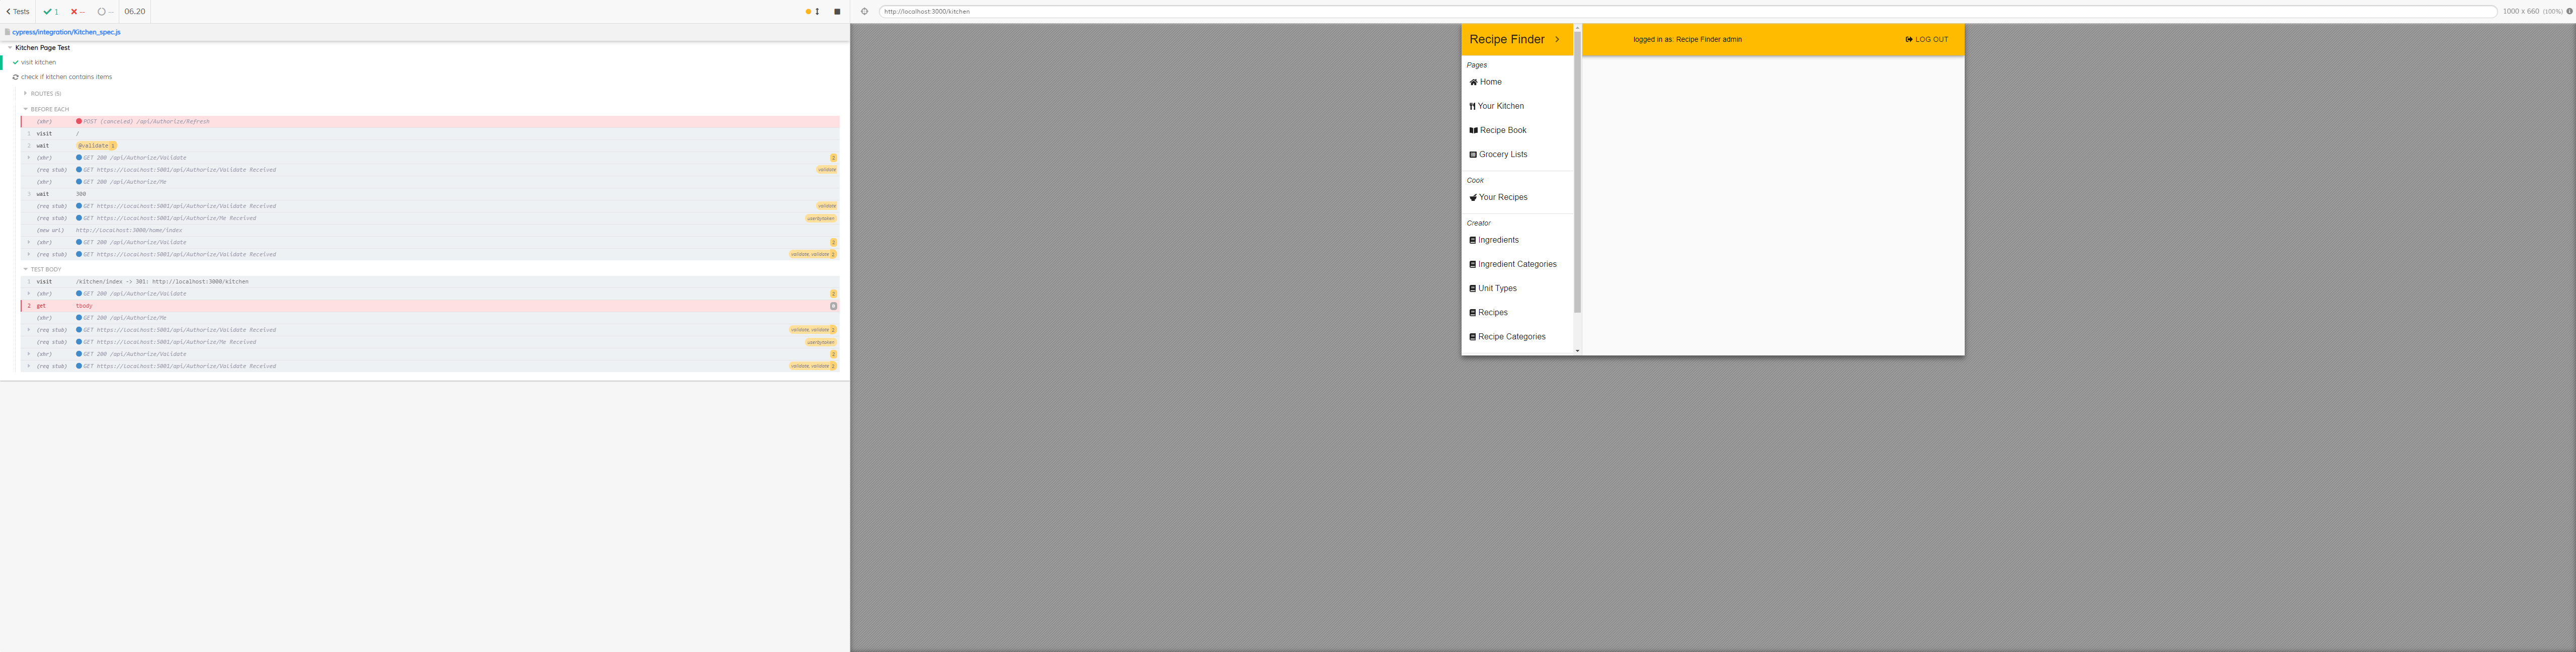 Tests 1 -- -- 06.20
http://localhost:3000/kitchen 1000 x 660 (100%)
cypress/integration/Kitchen_spec.js
Kitchen Page Test
visit kitchen
check if kitchen contains items
ROUTES (5)
BEFORE EACH
(xhr) POST (canceled) /api/Authorize/Refresh
1 visit /
2 wait @validate 1
(xhr) GET 200 /api/Authorize/Validate 2
(req stub) GET https://localhost:5001/api/Authorize/Validate Received validate
(xhr) GET 200 /api/Authorize/Me
3 wait 300
(req stub) GET https://localhost:5001/api/Authorize/Validate Received validate
(req stub) GET https://localhost:5001/api/Authorize/Me Received userbytoken
(new url) http://localhost:3000/home/index
(xhr) GET 200 /api/Authorize/Validate 2
(req stub) GET https://localhost:5001/api/Authorize/Validate Received validate, validate 2
TEST BODY
1 visit /kitchen/index -> 301: http://localhost:3000/kitchen
(xhr) GET 200 /api/Authorize/Validate 2
2 get tbody 0
(xhr) GET 200 /api/Authorize/Me
(req stub) GET https://localhost:5001/api/Authorize/Validate Received validate, validate 2
(req stub) GET https://localhost:5001/api/Authorize/Me Received userbytoken
(xhr) GET 200 /api/Authorize/Validate 2
(req stub) GET https://localhost:5001/api/Authorize/Validate Received validate, validate 2
Recipe Finder
logged in as: Recipe Finder admin
LOG OUT
Pages
Home
Your Kitchen
Recipe Book
Grocery Lists
Cook
Your Recipes
Creator
Ingredients
Ingredient Categories
Unit Types
Recipes
Recipe Categories